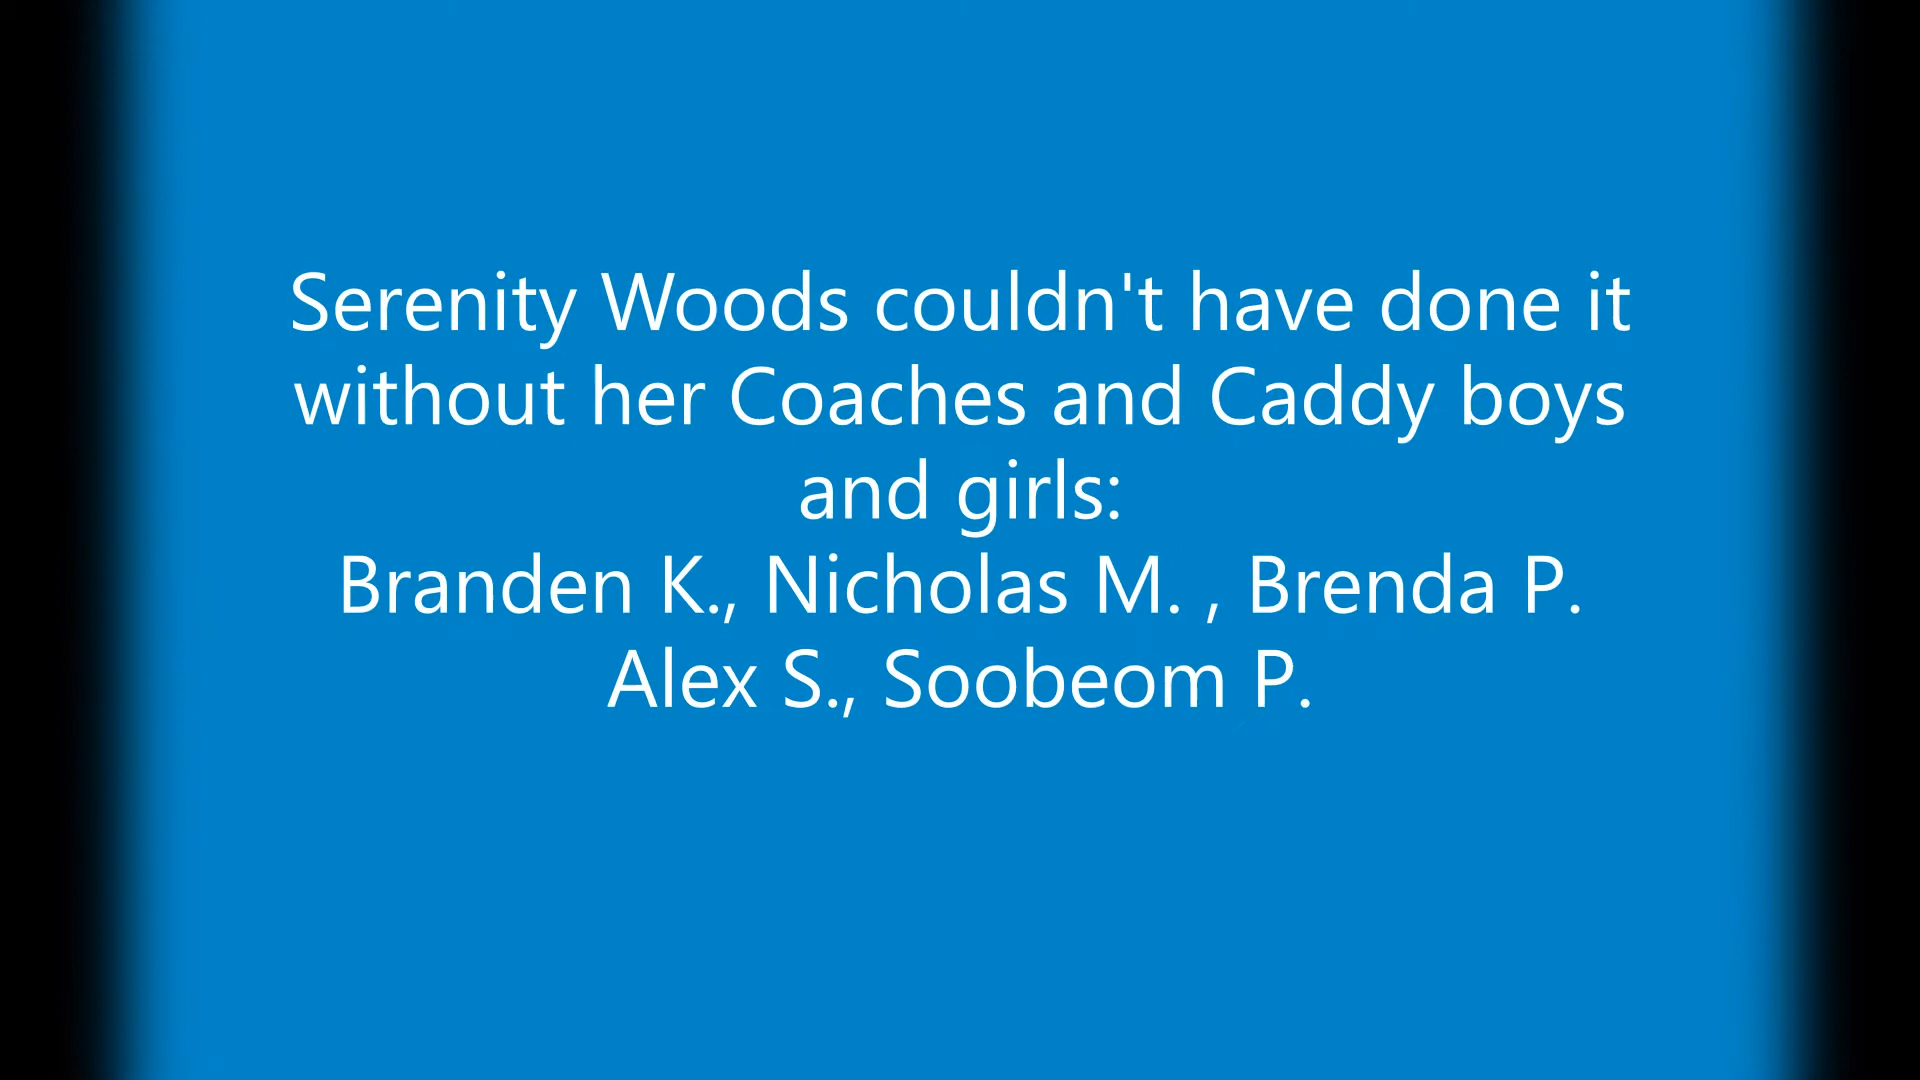 Serenity Woods couldn't have done it
without her Coaches and Caddy boys
and girls:
Branden K., Nicholas M. , Brenda P.
Alex S., Soobeom P.